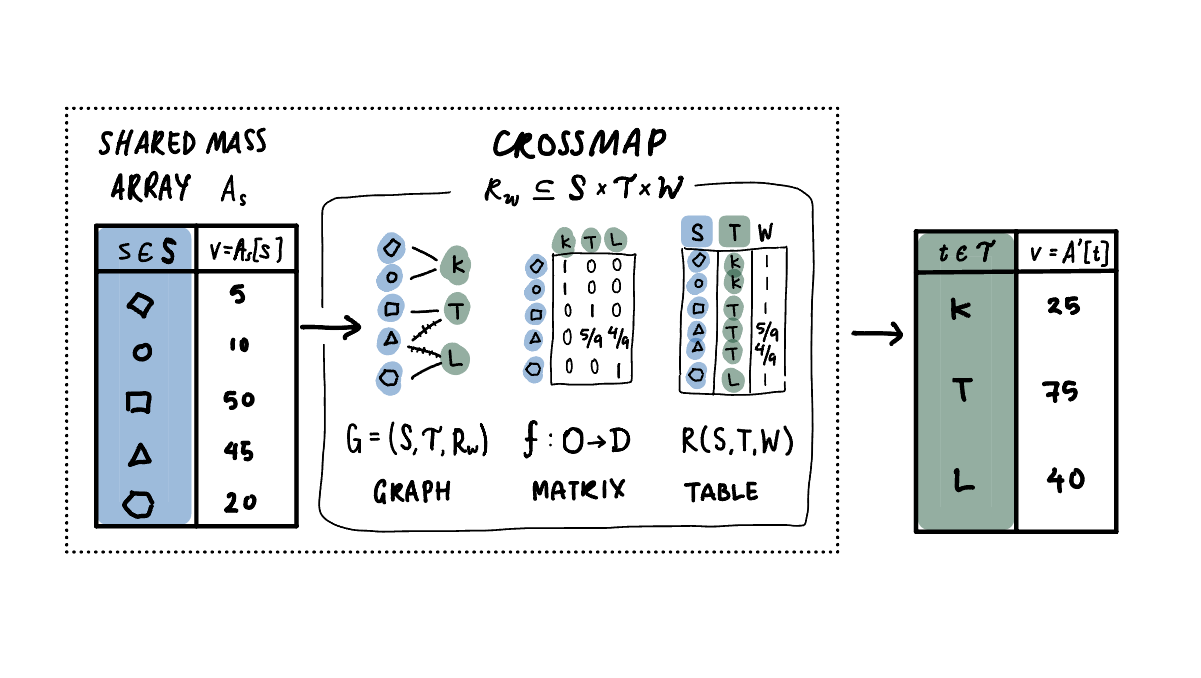 SHARED MASS
ARRAY Aₛ
s ∈ S v=Aₛ[s]
5
10
50
45
20
CROSSMAP
R𝓌 ⊆ S × T × W
K
T
L
K T L
1 0 0
1 0 0
0 1 0
0 5/9 4/9
0 0 1
S T W
K 1
K 1
T 1
T 5/9
T 4/9
L 1
G = (S, T, R𝓌)
f : O → D
R(S,T,W)
GRAPH
MATRIX
TABLE
t ∈ T v = A'[t]
K 25
T 75
L 40